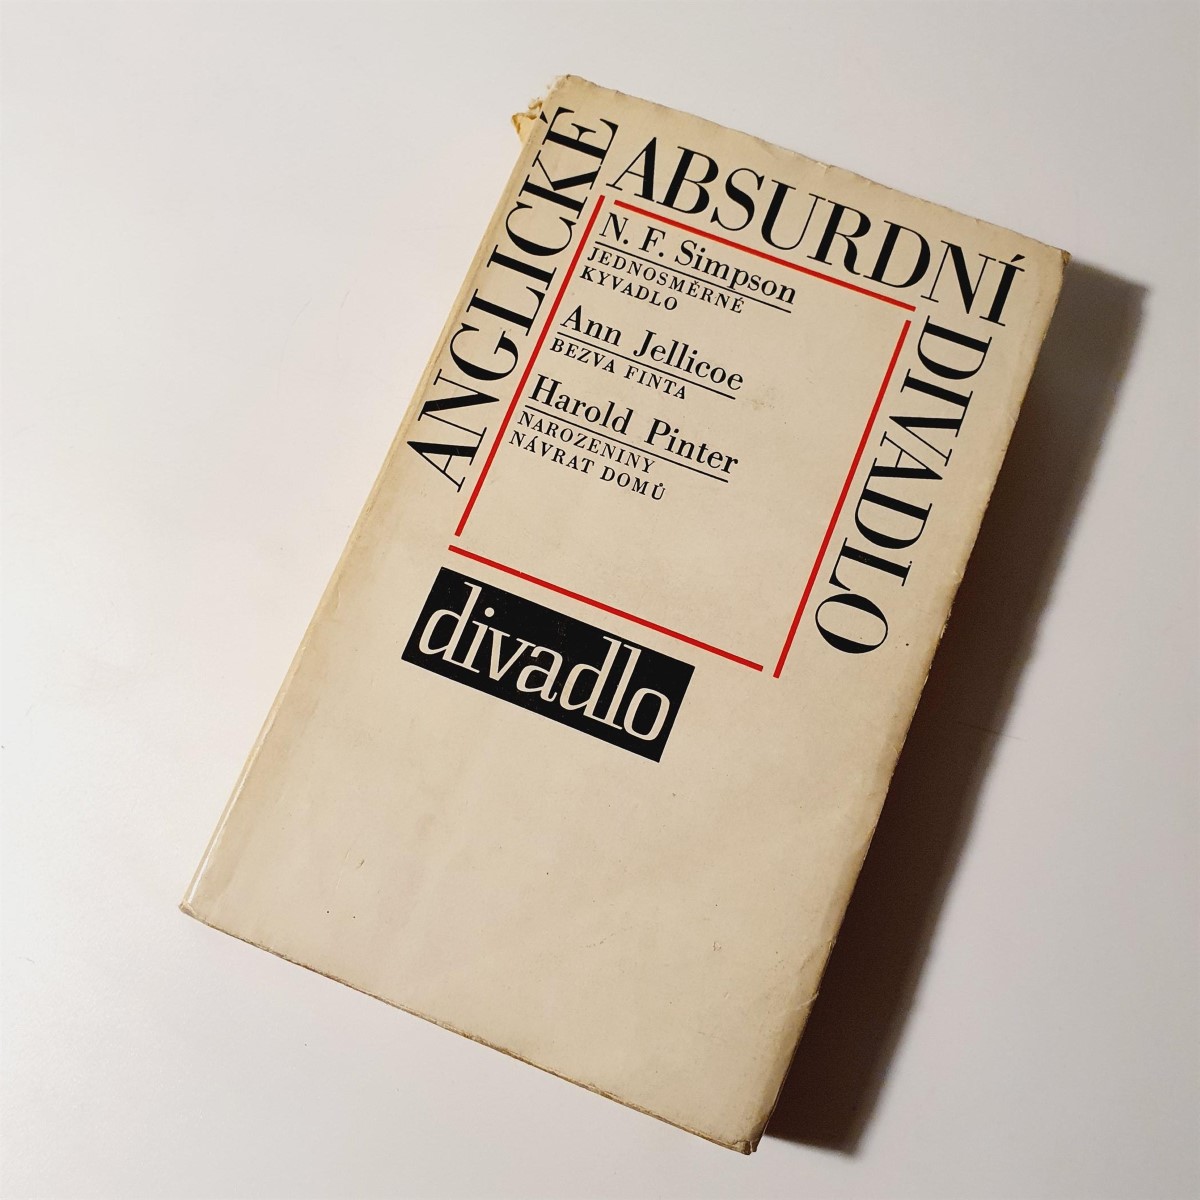 ANGLICKÉ
ABSURDNÍ
DIVADLO
N. F. Simpson
JEDNOSMĚRNÉ
KYVADLO
Ann Jellicoe
BEZVA FINTA
Harold Pinter
NAROZENINY
NÁVRAT DOMŮ
divadlo